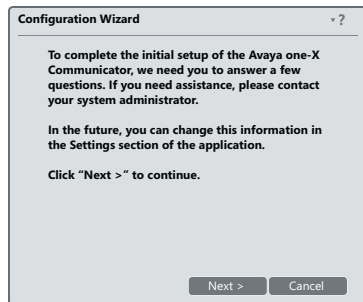 Configuration Wizard
?
To complete the initial setup of the Avaya one-X
Communicator, we need you to answer a few
questions. If you need assistance, please contact
your system administrator.
In the future, you can change this information in
the Settings section of the application.
Click “Next >” to continue.
Next >
Cancel